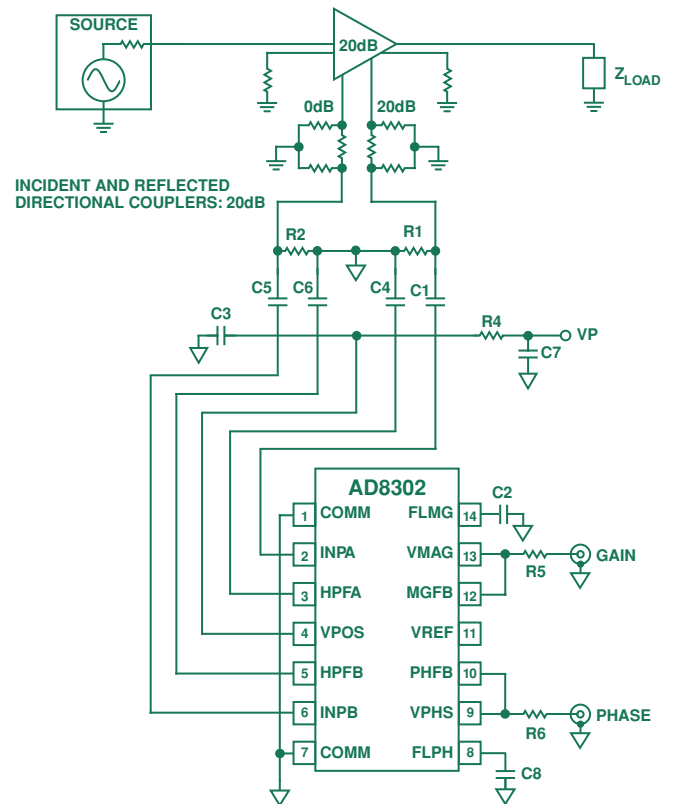 SOURCE
20dB
Z_LOAD
0dB
20dB
INCIDENT AND REFLECTED
DIRECTIONAL COUPLERS: 20dB
R2
R1
C5
C6
C4
C1
C3
R4
VP
C7
AD8302
1
COMM
FLMG
14
C2
2
INPA
VMAG
13
R5
GAIN
3
HPFA
MGFB
12
4
VPOS
VREF
11
5
HPFB
PHFB
10
6
INPB
VPHS
9
R6
PHASE
7
COMM
FLPH
8
C8